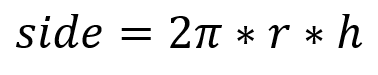 side = 2π * r * h